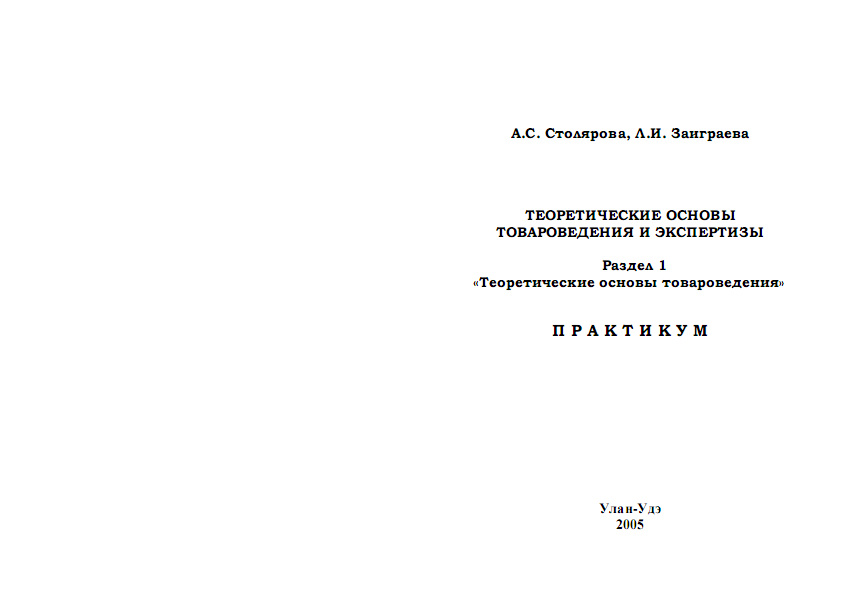 А.С. Столярова, Л.И. Заиграева
ТЕОРЕТИЧЕСКИЕ ОСНОВЫ
ТОВАРОВЕДЕНИЯ И ЭКСПЕРТИЗЫ
Раздел 1
«Теоретические основы товароведения»
П Р А К Т И К У М
Улан-Удэ
2005